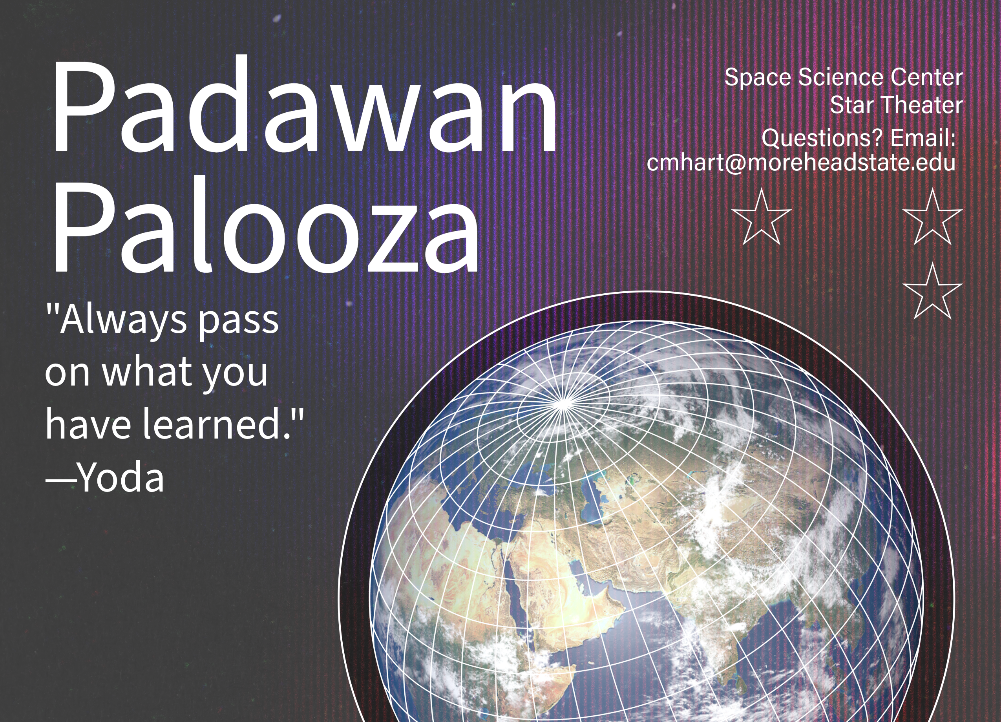 Padawan
Palooza
"Always pass
on what you
have learned."
—Yoda
Space Science Center
Star Theater
Questions? Email:
cmhart@moreheadstate.edu